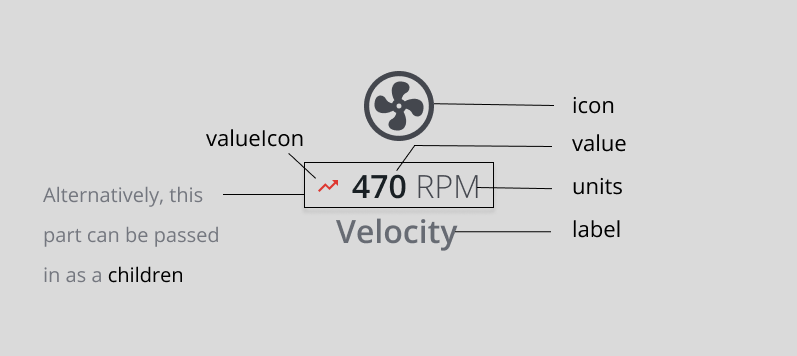 icon
valueIcon
value
470 RPM
units
Alternatively, this
part can be passed
in as a children
Velocity
label